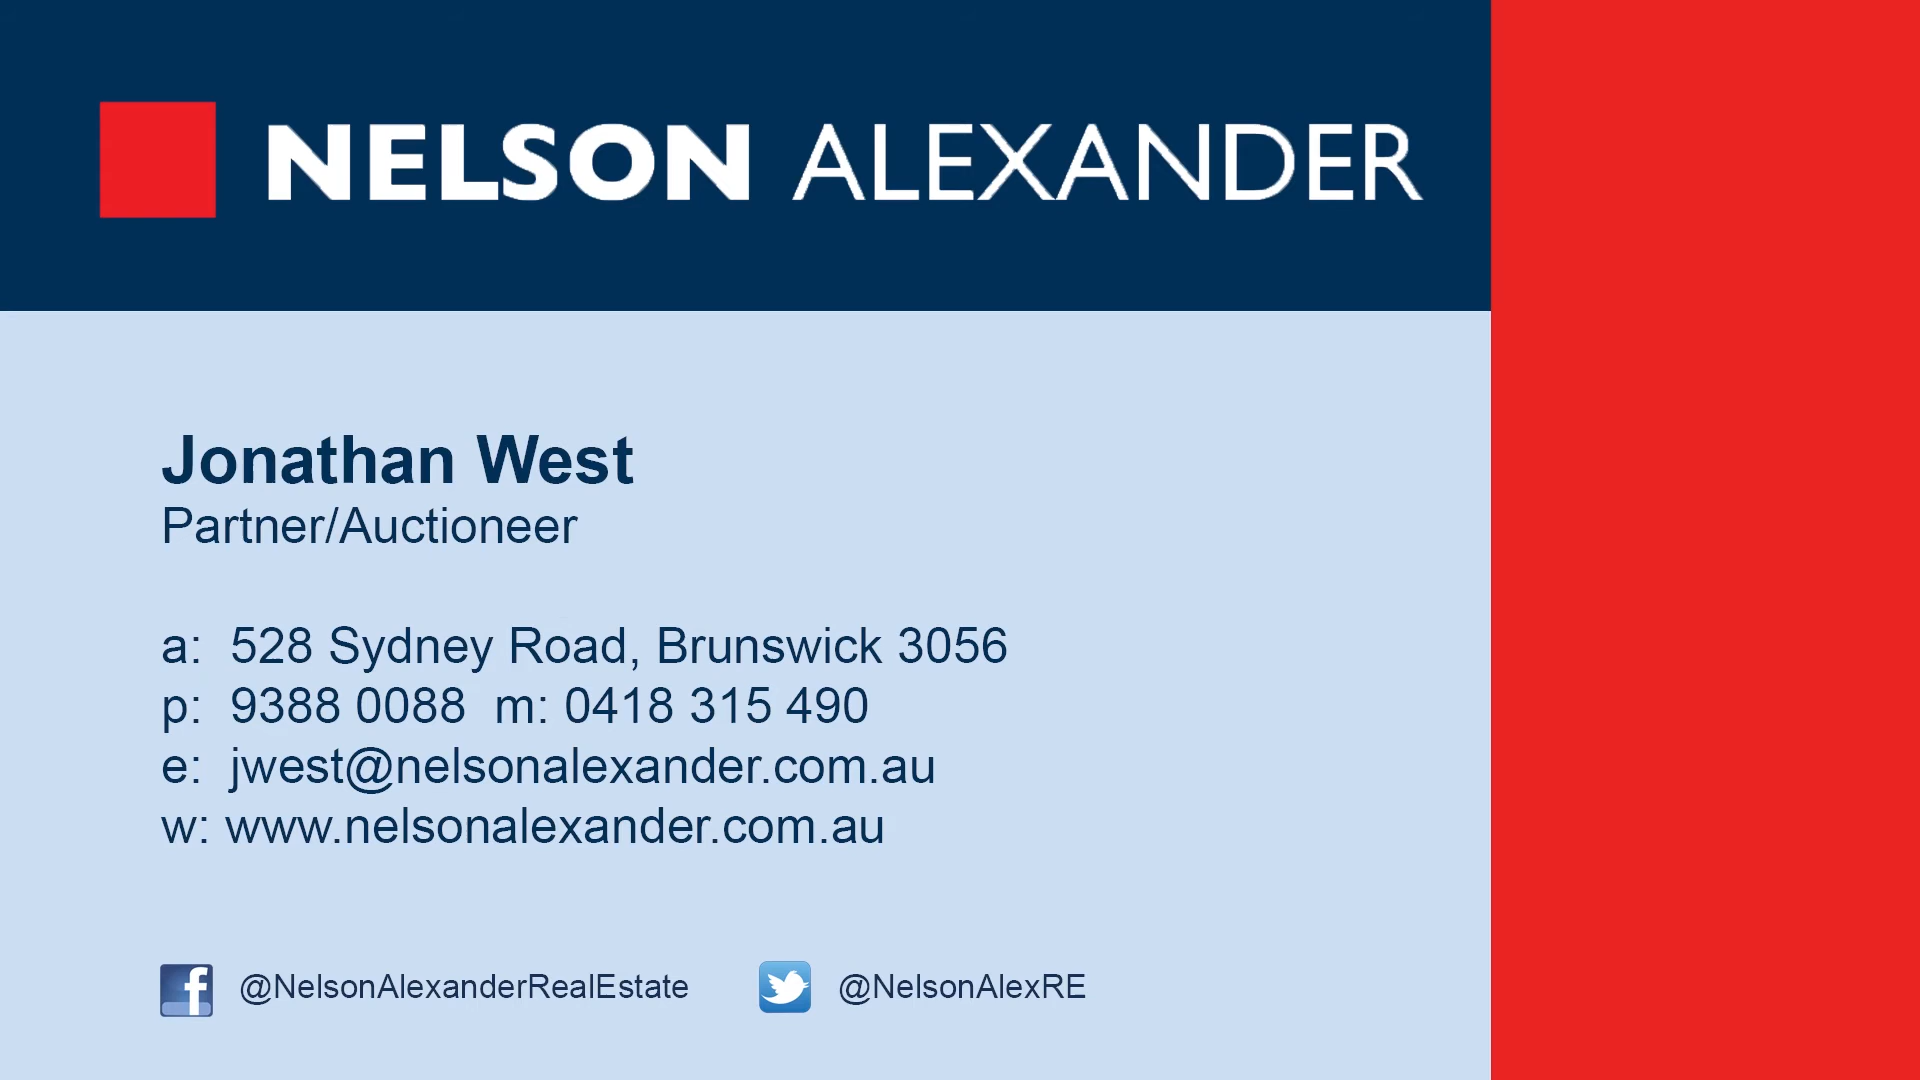 NELSON ALEXANDER
Jonathan West
Partner/Auctioneer
a: 528 Sydney Road, Brunswick 3056
p: 9388 0088 m: 0418 315 490
e: jwest@nelsonalexander.com.au
w: www.nelsonalexander.com.au
@NelsonAlexanderRealEstate @NelsonAlexRE